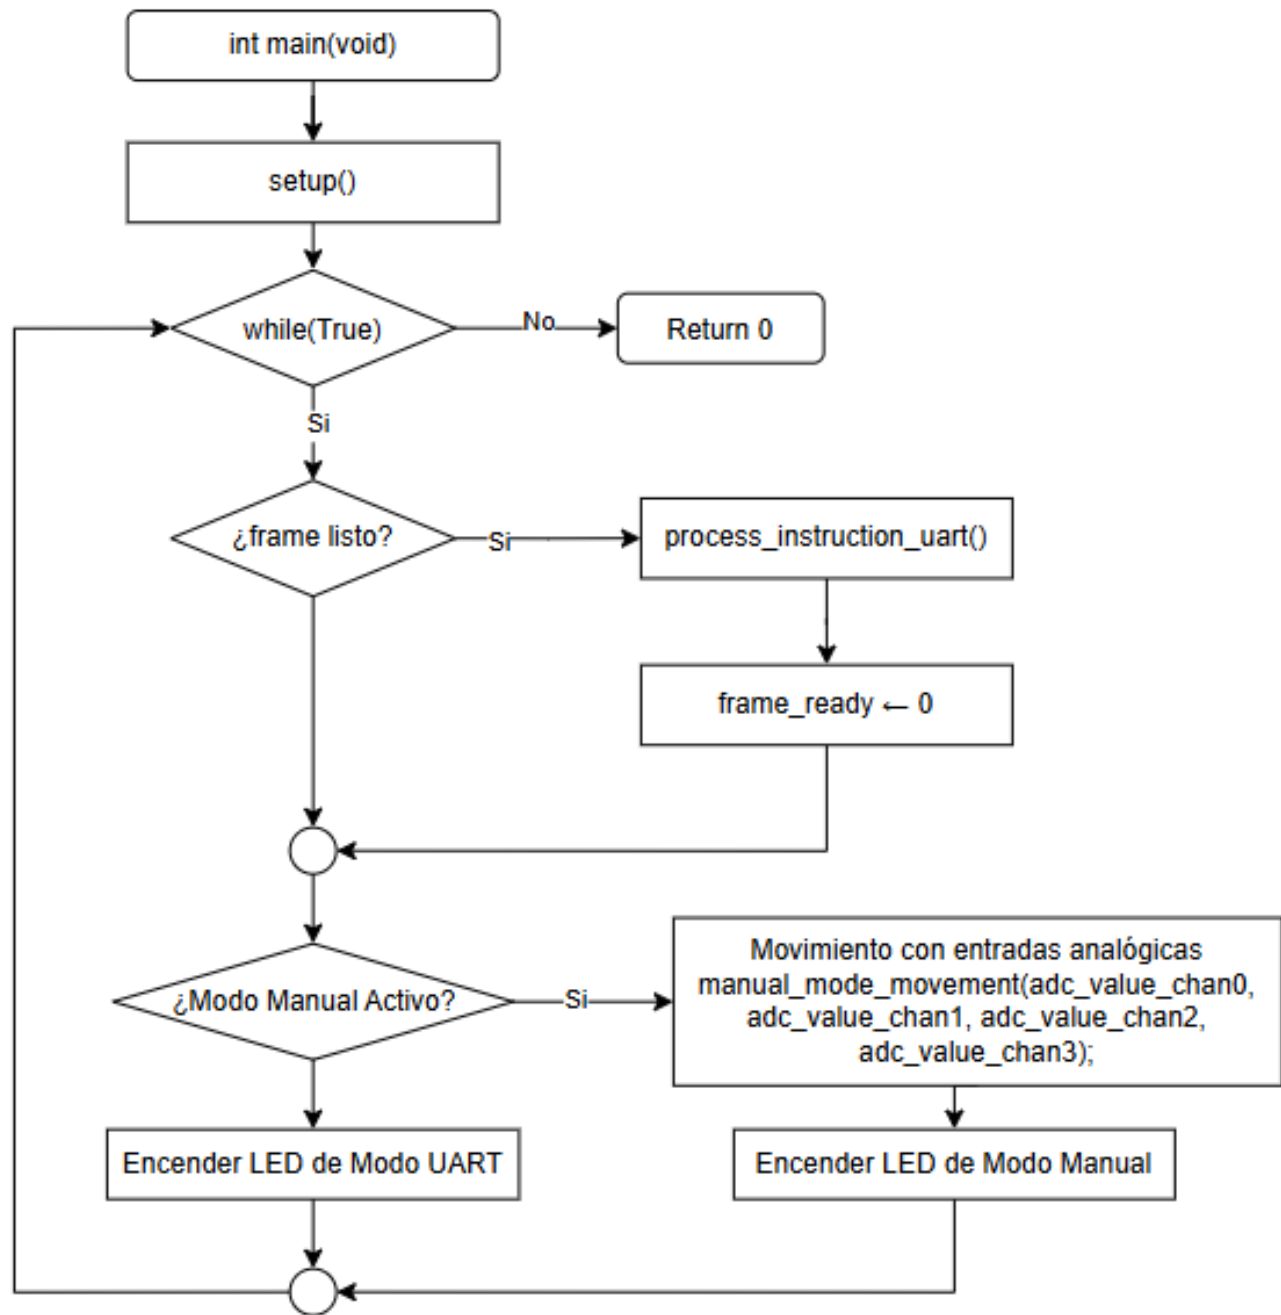 int main(void)
setup()
while(True)
No
Return 0
Si
¿frame listo?
Si
process_instruction_uart()
frame_ready ← 0
¿Modo Manual Activo?
Si
Movimiento con entradas analógicas
manual_mode_movement(adc_value_chan0,
adc_value_chan1, adc_value_chan2,
adc_value_chan3);
Encender LED de Modo UART
Encender LED de Modo Manual